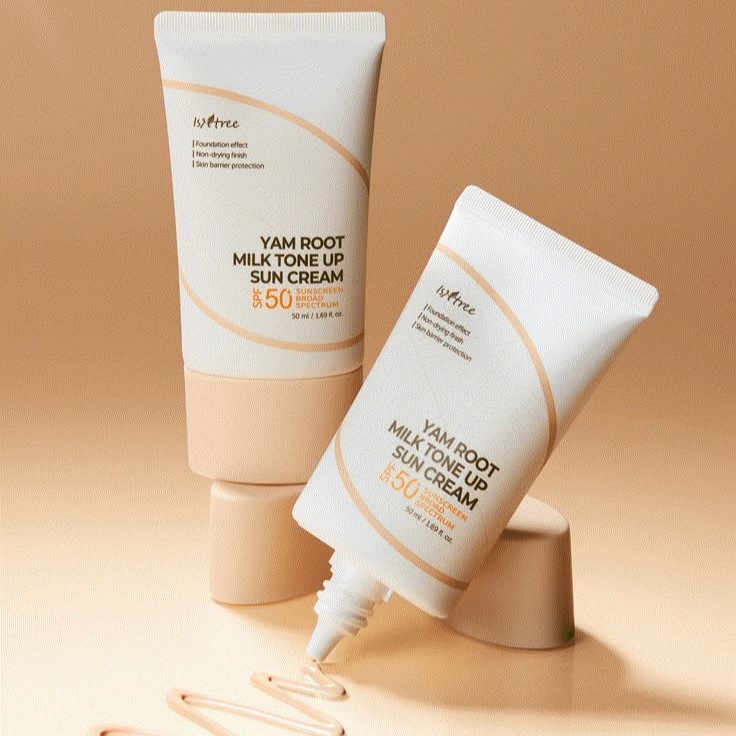 Isntree
Foundation effect
Non-drying finish
Skin barrier protection
YAM ROOT
MILK TONE UP
SUN CREAM
SPF 50+ SUNSCREEN
BROAD
SPECTRUM
50 ml / 1.69 fl. oz.
Isntree
Foundation effect
Non-drying finish
Skin barrier protection
YAM ROOT
MILK TONE UP
SUN CREAM
SPF 50+ SUNSCREEN
BROAD
SPECTRUM
50 ml / 1.69 fl. oz.